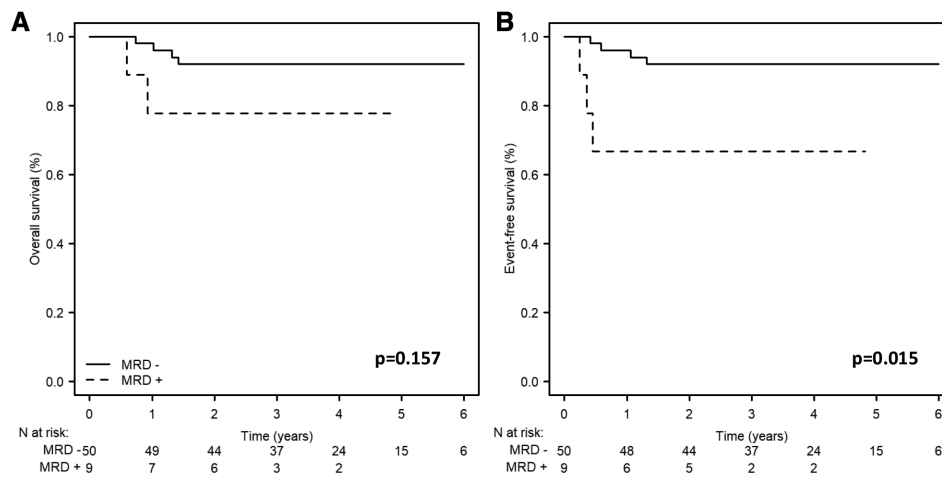 A
Overall survival (%)
1.0
0.8
0.6
0.4
0.2
0.0
MRD -
MRD +
p=0.157
0 1 2 3 4 5 6
Time (years)
N at risk:
MRD -50 49 44 37 24 15 6
MRD + 9 7 6 3 2
B
Event-free survival (%)
1.0
0.8
0.6
0.4
0.2
0.0
p=0.015
0 1 2 3 4 5 6
Time (years)
N at risk:
MRD - 50 48 44 37 24 15 6
MRD + 9 6 5 2 2